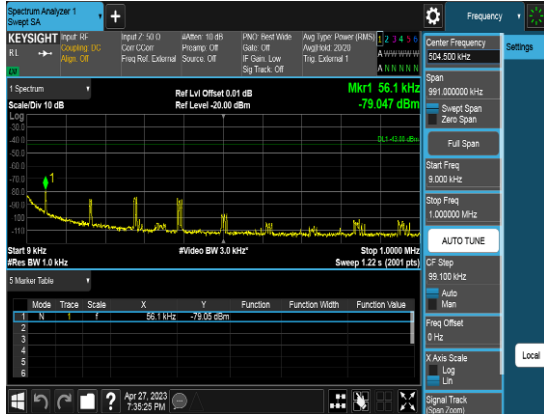 Spectrum Analyzer 1
Swept SA
Frequency
KEYSIGHT
RL
Input: RF
Coupling: DC
Align: Off
Input Z: 50 Ω
Corr CCorr
Freq Ref: External
#Atten: 10 dB
Preamp: Off
Source: Off
PNO: Best Wide
Gate: Off
IF Gain: Low
Sig Track: Off
Avg Type: Power (RMS)
Avg|Hold: 20/20
Trig: External 1
1 2 3 4 5 6
A W W W W W
A N N N N N
1 Spectrum
Scale/Div 10 dB
Ref Lvl Offset 0.01 dB
Ref Level -20.00 dBm
Mkr1 56.1 kHz
-79.047 dBm
Log
-30.0
-40.0
-50.0
-60.0
-70.0
-80.0
-90.0
-100
-110
DL1 -43.00 dBm
1
Start 9 kHz
#Res BW 1.0 kHz
#Video BW 3.0 kHz*
Stop 1.0000 MHz
Sweep 1.22 s (2001 pts)
5 Marker Table
Mode Trace Scale X Y Function Function Width Function Value
1 N 1 f 56.1 kHz -79.05 dBm
2
3
4
5
6
Apr 27, 2023
7:35:25 PM
Center Frequency
504.500 kHz
Span
991.000000 kHz
Swept Span
Zero Span
Full Span
Start Freq
9.000 kHz
Stop Freq
1.000000 MHz
AUTO TUNE
CF Step
99.100 kHz
Auto
Man
Freq Offset
0 Hz
X Axis Scale
Log
Lin
Signal Track
(Span Zoom)
Settings
Local